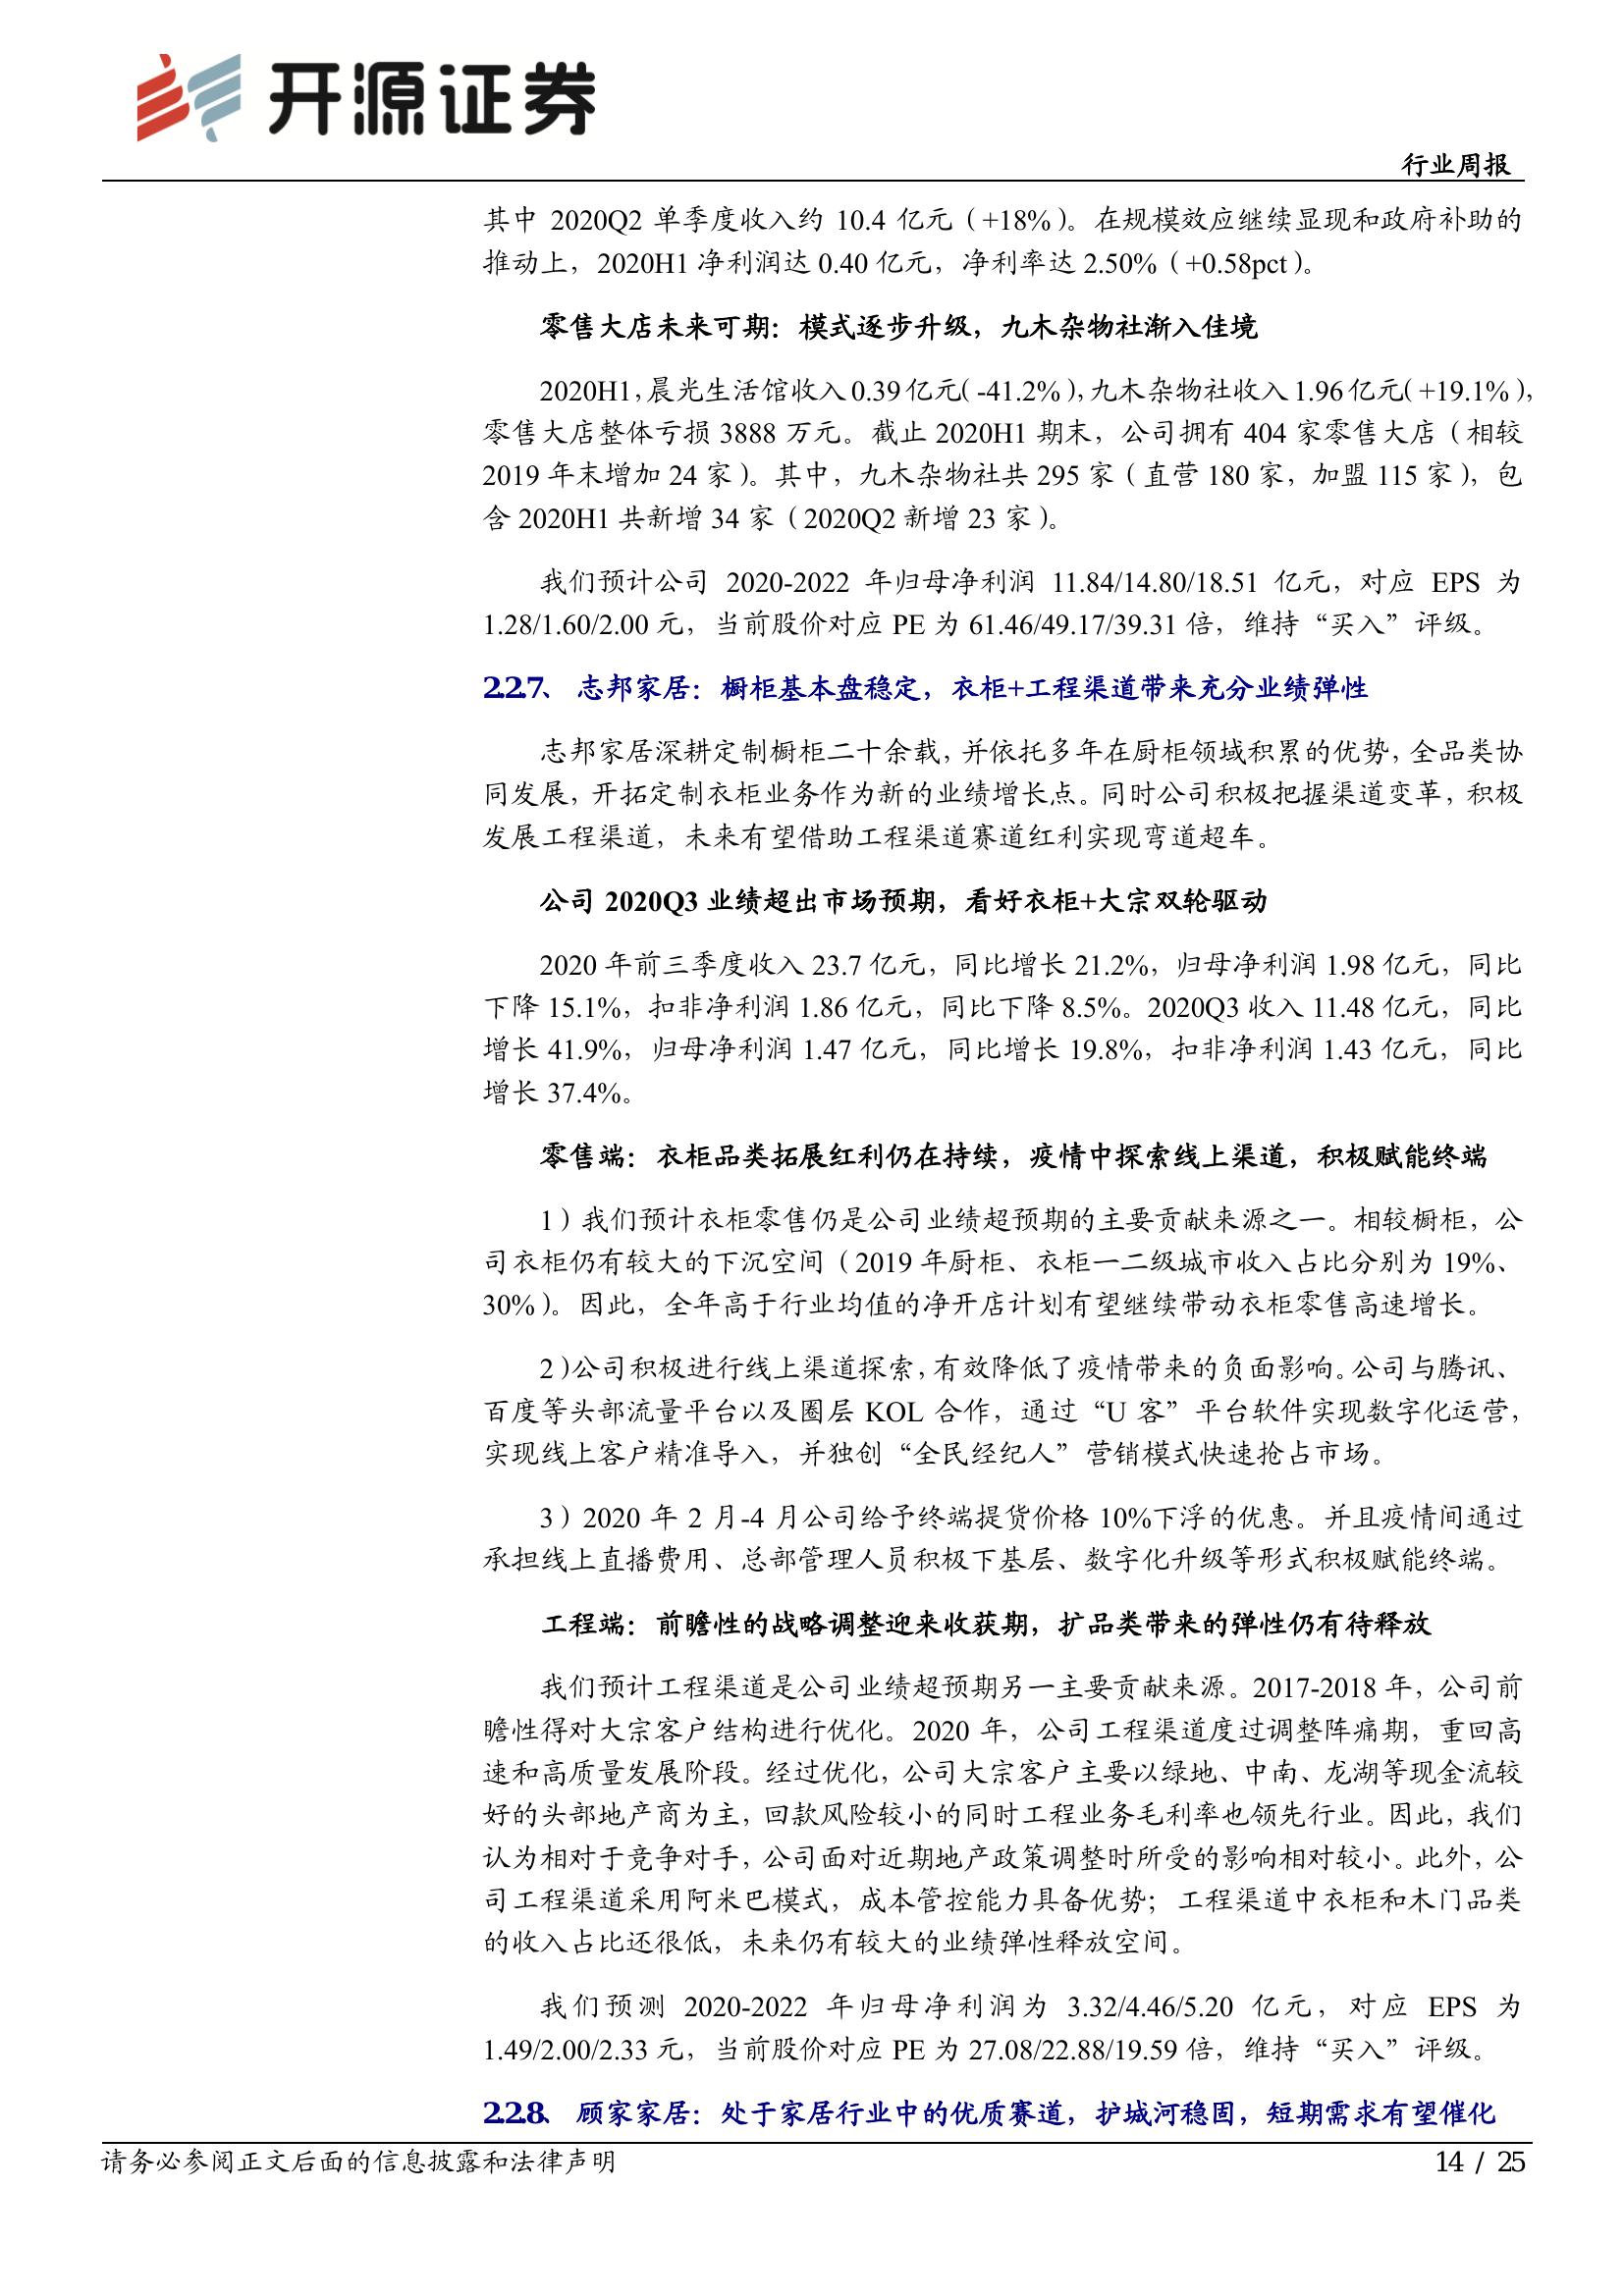 开源证券
行业周报
其中 2020Q2 单季度收入约 10.4 亿元（+18%）。在规模效应继续显现和政府补助的
推动上，2020H1 净利润达 0.40 亿元，净利率达 2.50%（+0.58pct）。
零售大店未来可期：模式逐步升级，九木杂物社渐入佳境
2020H1，晨光生活馆收入 0.39 亿元（-41.2%），九木杂物社收入 1.96 亿元（+19.1%），
零售大店整体亏损 3888 万元。截止 2020H1 期末，公司拥有 404 家零售大店（相较
2019 年末增加 24 家）。其中，九木杂物社共 295 家（直营 180 家，加盟 115 家），包
含 2020H1 共新增 34 家（2020Q2 新增 23 家）。
我们预计公司 2020-2022 年归母净利润 11.84/14.80/18.51 亿元，对应 EPS 为
1.28/1.60/2.00 元，当前股价对应 PE 为 61.46/49.17/39.31 倍，维持“买入”评级。
2.2.7、 志邦家居：橱柜基本盘稳定，衣柜+工程渠道带来充分业绩弹性
志邦家居深耕定制橱柜二十余载，并依托多年在厨柜领域积累的优势，全品类协
同发展，开拓定制衣柜业务作为新的业绩增长点。同时公司积极把握渠道变革，积极
发展工程渠道，未来有望借助工程渠道赛道红利实现弯道超车。
公司 2020Q3 业绩超出市场预期，看好衣柜+大宗双轮驱动
2020 年前三季度收入 23.7 亿元，同比增长 21.2%，归母净利润 1.98 亿元，同比
下降 15.1%，扣非净利润 1.86 亿元，同比下降 8.5%。2020Q3 收入 11.48 亿元，同比
增长 41.9%，归母净利润 1.47 亿元，同比增长 19.8%，扣非净利润 1.43 亿元，同比
增长 37.4%。
零售端：衣柜品类拓展红利仍在持续，疫情中探索线上渠道，积极赋能终端
1）我们预计衣柜零售仍是公司业绩超预期的主要贡献来源之一。相较橱柜，公
司衣柜仍有较大的下沉空间（2019 年厨柜、衣柜一二级城市收入占比分别为 19%、
30%）。因此，全年高于行业均值的净开店计划有望继续带动衣柜零售高速增长。
2）公司积极进行线上渠道探索，有效降低了疫情带来的负面影响。公司与腾讯、
百度等头部流量平台以及圈层 KOL 合作，通过“U 客”平台软件实现数字化运营，
实现线上客户精准导入，并独创“全民经纪人”营销模式快速抢占市场。
3）2020 年 2 月-4 月公司给予终端提货价格 10%下浮的优惠。并且疫情间通过
承担线上直播费用、总部管理人员积极下基层、数字化升级等形式积极赋能终端。
工程端：前瞻性的战略调整迎来收获期，扩品类带来的弹性仍有待释放
我们预计工程渠道是公司业绩超预期另一主要贡献来源。2017-2018 年，公司前
瞻性得对大宗客户结构进行优化。2020 年，公司工程渠道度过调整阵痛期，重回高
速和高质量发展阶段。经过优化，公司大宗客户主要以绿地、中南、龙湖等现金流较
好的头部地产商为主，回款风险较小的同时工程业务毛利率也领先行业。因此，我们
认为相对于竞争对手，公司面对近期地产政策调整时所受的影响相对较小。此外，公
司工程渠道采用阿米巴模式，成本管控能力具备优势；工程渠道中衣柜和木门品类
的收入占比还很低，未来仍有较大的业绩弹性释放空间。
我们预测 2020-2022 年归母净利润为 3.32/4.46/5.20 亿元，对应 EPS 为
1.49/2.00/2.33 元，当前股价对应 PE 为 27.08/22.88/19.59 倍，维持“买入”评级。
2.2.8、 顾家家居：处于家居行业中的优质赛道，护城河稳固，短期需求有望催化
请务必参阅正文后面的信息披露和法律声明
14 / 25